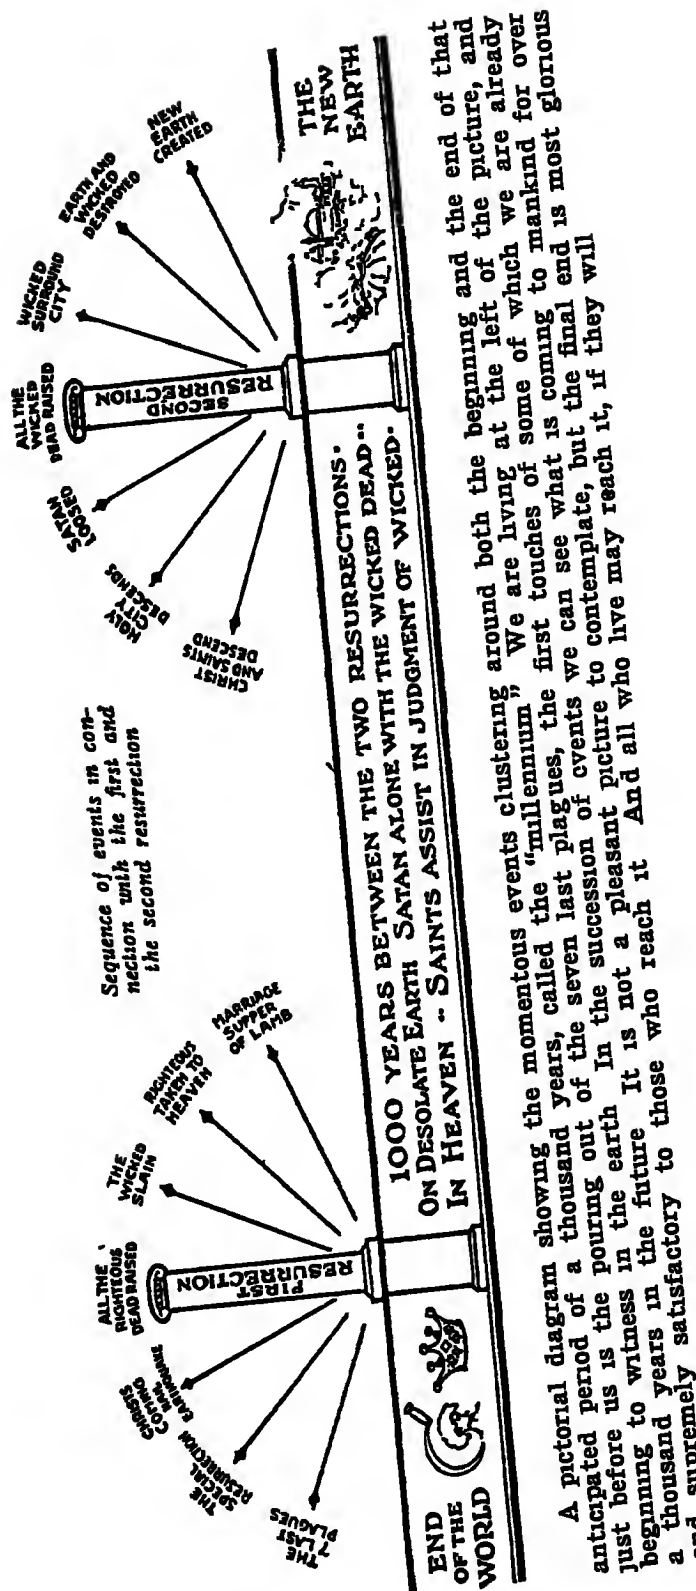 Sequence of events in con-
nection with the first and
the second resurrection
THE
7 LAST
PLAGUES
THE
SPECIAL
RESURRECTION
CHRISTS
COMING
HAIL
EARTHQUAKE
ALL THE
RIGHTEOUS
DEAD RAISED
THE
WICKED
SLAIN
RIGHTEOUS
TAKEN TO
HEAVEN
MARRIAGE
SUPPER
OF LAMB
FIRST
RESURRECTION
CHRIST
AND SAINTS
DESCEND
HOLY
CITY
DESCENDS
SATAN
LOOSED
ALL THE
WICKED
DEAD RAISED
WICKED
SURROUND
CITY
EARTH AND
WICKED
DESTROYED
NEW
EARTH
CREATED
SECOND
RESURRECTION
END
OF THE
WORLD
1000 YEARS BETWEEN THE TWO RESURRECTIONS-
ON DESOLATE EARTH SATAN ALONE WITH THE WICKED DEAD--
IN HEAVEN - SAINTS ASSIST IN JUDGMENT OF WICKED-
THE
NEW
EARTH
A pictorial diagram showing the momentous events clustering around both the beginning and the end of that
anticipated period of a thousand years, called the "millennium" We are living at the left of the picture, and
just before us is the pouring out of the seven last plagues, the first touches of some of which we are already
beginning to witness in the earth In the succession of events we can see what is coming to mankind for over
a thousand years in the future It is not a pleasant picture to contemplate, but the final end is most glorious
and supremely satisfactory to those who reach it And all who live may reach it, if they will